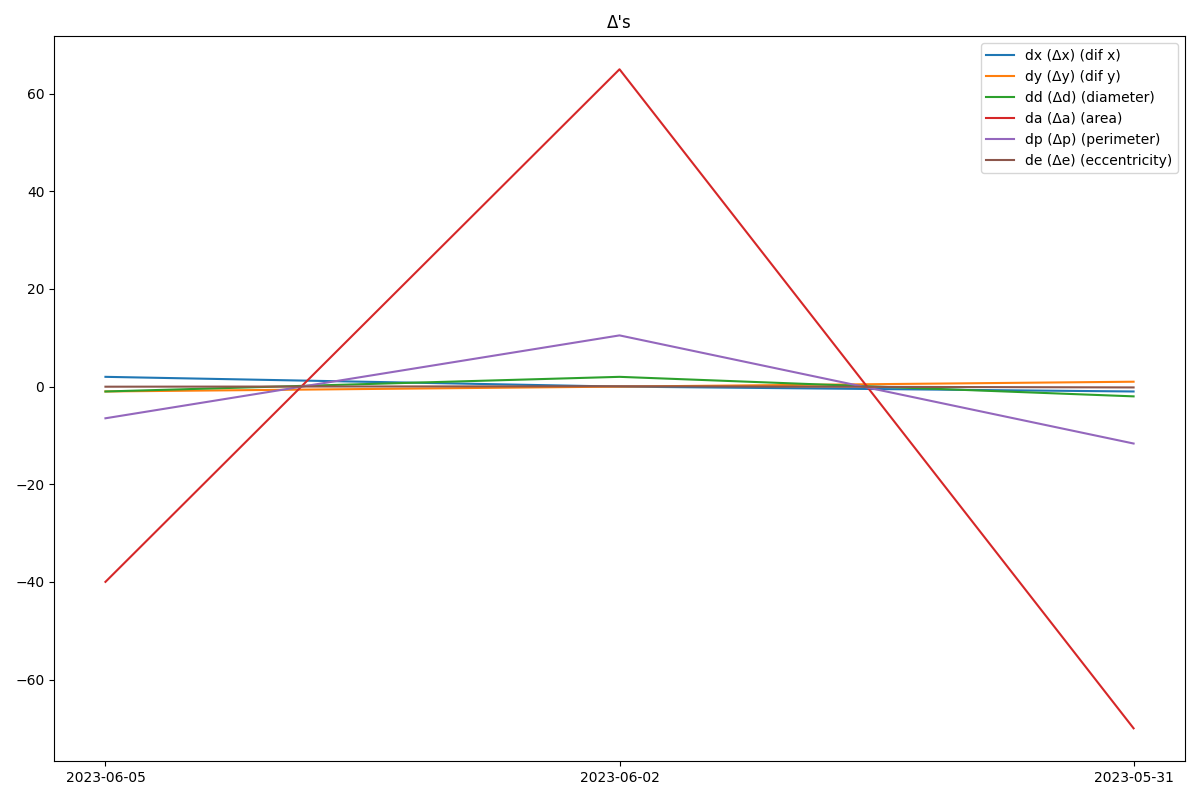 Δ's
dx (Δx) (dif x)
dy (Δy) (dif y)
dd (Δd) (diameter)
da (Δa) (area)
dp (Δp) (perimeter)
de (Δe) (eccentricity)
60
40
20
0
−20
−40
−60
2023-06-05 2023-06-02 2023-05-31